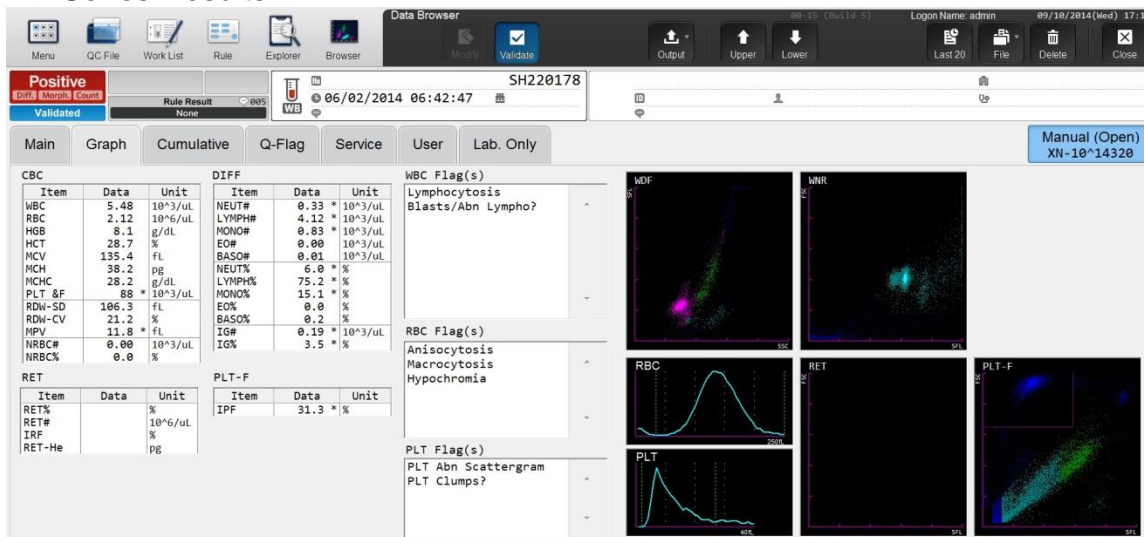 Data Browser 00-15 (Build 5) Logon Name: admin 09/10/2014(Wed) 17:1
Menu QC File Work List Rule Explorer Browser Modify Validate Output Upper Lower Last 20 File Delete Close
Positive
Diff. Morph. Count
Validated
Rule Result 005
None
WB
SH220178
06/02/2014 06:42:47
Main Graph Cumulative Q-Flag Service User Lab. Only
Manual (Open)
XN-10^14320
CBC
Item Data Unit
WBC 5.48 10^3/uL
RBC 2.12 10^6/uL
HGB 8.1 g/dL
HCT 28.7 %
MCV 135.4 fL
MCH 38.2 pg
MCHC 28.2 g/dL
PLT &F 88 * 10^3/uL
RDW-SD 106.3 fL
RDW-CV 21.2 %
MPV 11.8 * fL
NRBC# 0.00 10^3/uL
NRBC% 0.0 %
DIFF
Item Data Unit
NEUT# 0.33 * 10^3/uL
LYMPH# 4.12 * 10^3/uL
MONO# 0.83 * 10^3/uL
EO# 0.00 10^3/uL
BASO# 0.01 10^3/uL
NEUT% 6.0 * %
LYMPH% 75.2 * %
MONO% 15.1 * %
EO% 0.0 %
BASO% 0.2 %
IG# 0.19 * 10^3/uL
IG% 3.5 * %
RET
Item Data Unit
RET% %
RET# 10^6/uL
IRF %
RET-He pg
PLT-F
Item Data Unit
IPF 31.3 * %
WBC Flag(s)
Lymphocytosis
Blasts/Abn Lympho?
RBC Flag(s)
Anisocytosis
Macrocytosis
Hypochromia
PLT Flag(s)
PLT Abn Scattergram
PLT Clumps?
WDF
SFL
SSC
WNR
FSC
SFL
RBC
250fL
PLT
40fL
RET
FSC
SFL
PLT-F
FSC
SFL